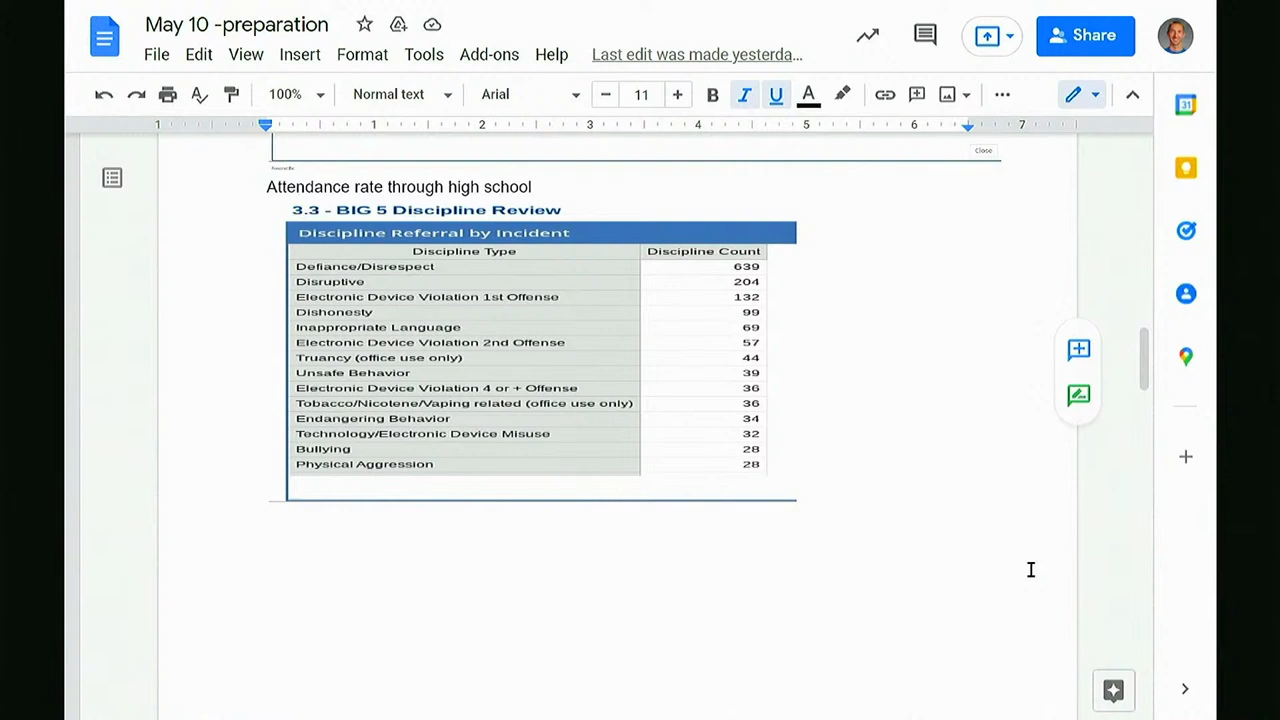 May 10 -preparation
File Edit View Insert Format Tools Add-ons Help Last edit was made yesterda...
Share
100% Normal text Arial 11 B I U A
1 1 2 3 4 5 6 7
31
Close
Attendance rate through high school
3.3 - BIG 5 Discipline Review
Discipline Referral by Incident
Discipline Type Discipline Count
Defiance/Disrespect 639
Disruptive 204
Electronic Device Violation 1st Offense 132
Dishonesty 99
Inappropriate Language 69
Electronic Device Violation 2nd Offense 57
Truancy (office use only) 44
Unsafe Behavior 39
Electronic Device Violation 4 or + Offense 36
Tobacco/Nicotene/Vaping related (office use only) 36
Endangering Behavior 34
Technology/Electronic Device Misuse 32
Bullying 28
Physical Aggression 28